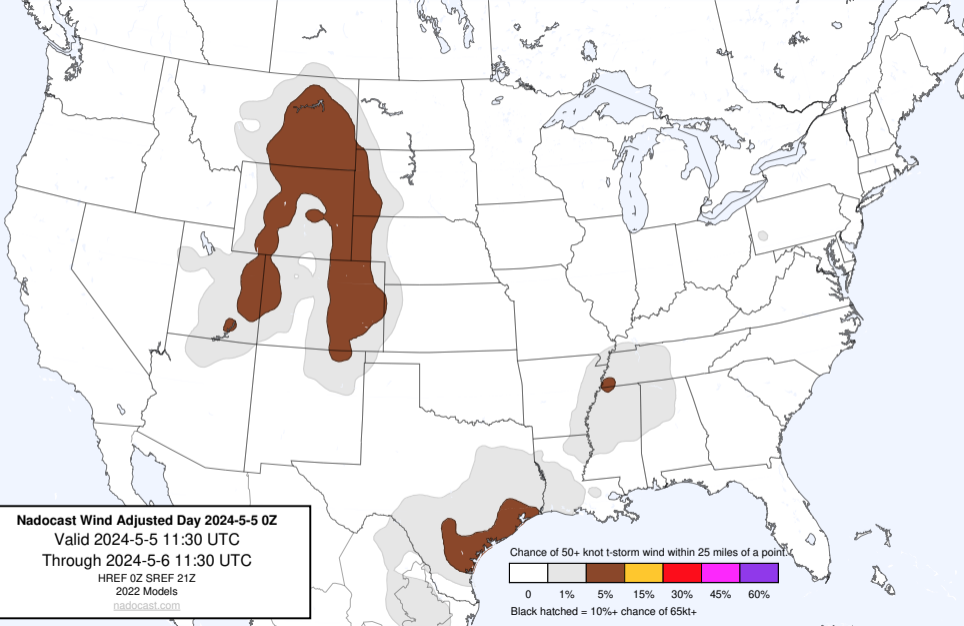 Nadocast Wind Adjusted Day 2024-5-5 0Z
Valid 2024-5-5 11:30 UTC
Through 2024-5-6 11:30 UTC
HREF 0Z SREF 21Z
2022 Models
nadocast.com
Chance of 50+ knot t-storm wind within 25 miles of a point.
0 1% 5% 15% 30% 45% 60%
Black hatched = 10%+ chance of 65kt+